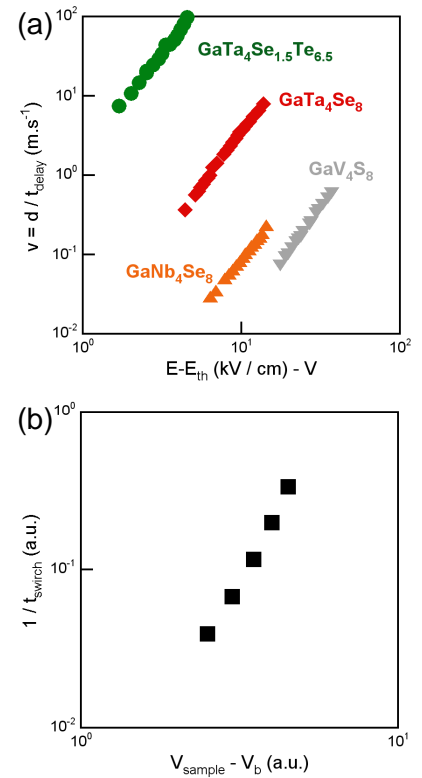 (a)
10²
10¹
10⁰
10⁻¹
10⁻²
v = d / t_delay (m.s⁻¹)
GaTa₄Se₁.₅Te₆.₅
GaTa₄Se₈
GaV₄S₈
GaNb₄Se₈
10⁰ 10¹ 10²
E-E_th (kV / cm) - V
(b)
10⁰
10⁻¹
10⁻²
1 / t_swirch (a.u.)
10⁰ 10¹
V_sample - V_b (a.u.)